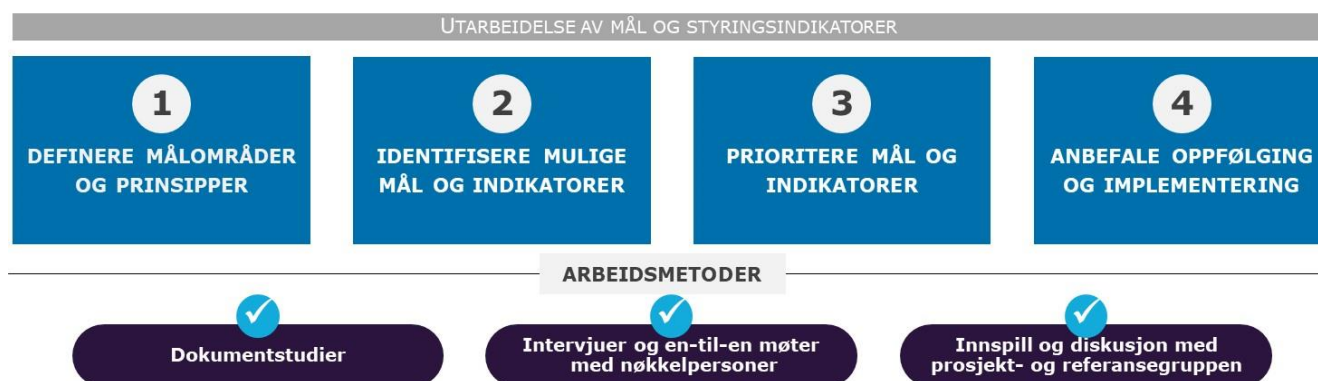 UTARBEIDELSE AV MÅL OG STYRINGSINDIKATORER
1
DEFINERE MÅLOMRÅDER
OG PRINSIPPER
2
IDENTIFISERE MULIGE
MÅL OG INDIKATORER
3
PRIORITERE MÅL OG
INDIKATORER
4
ANBEFALE OPPFØLGING
OG IMPLEMENTERING
ARBEIDSMETODER
Dokumentstudier
Intervjuer og en-til-en møter
med nøkkelpersoner
Innspill og diskusjon med
prosjekt- og referansegruppen